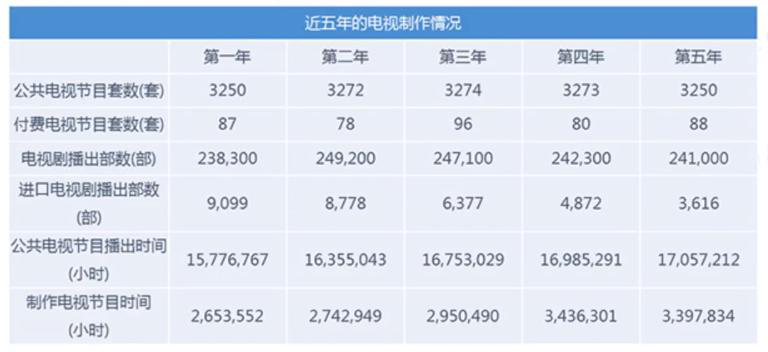 近五年的电视制作情况
第一年 第二年 第三年 第四年 第五年
公共电视节目套数(套) 3250 3272 3274 3273 3250
付费电视节目套数(套) 87 78 96 80 88
电视剧播出部数(部) 238,300 249,200 247,100 242,300 241,000
进口电视剧播出部数
(部) 9,099 8,778 6,377 4,872 3,616
公共电视节目播出时间
(小时) 15,776,767 16,355,043 16,753,029 16,985,291 17,057,212
制作电视节目时间
(小时) 2,653,552 2,742,949 2,950,490 3,436,301 3,397,834